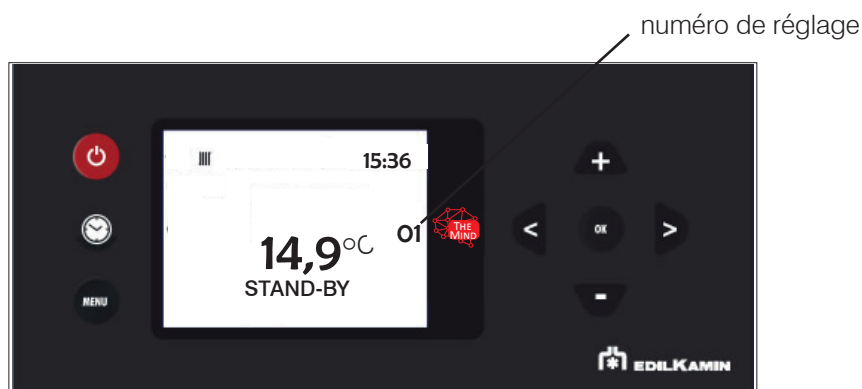 numéro de réglage
15:36
01
THE
MIND
14,9°C
STAND-BY
MENU
+
<
OK
>
-
EDILKAMIN